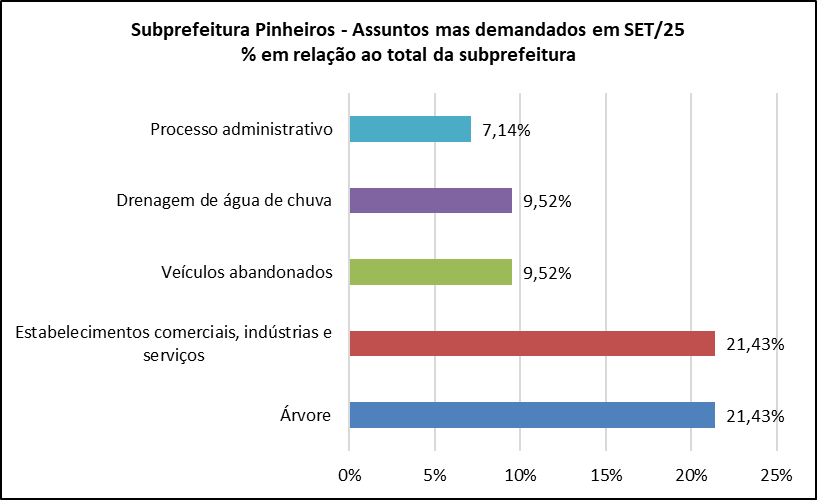 Subprefeitura Pinheiros - Assuntos mas demandados em SET/25
% em relação ao total da subprefeitura
Processo administrativo
7,14%
Drenagem de água de chuva
9,52%
Veículos abandonados
9,52%
Estabelecimentos comerciais, indústrias e
serviços
21,43%
Árvore
21,43%
0%
5%
10%
15%
20%
25%